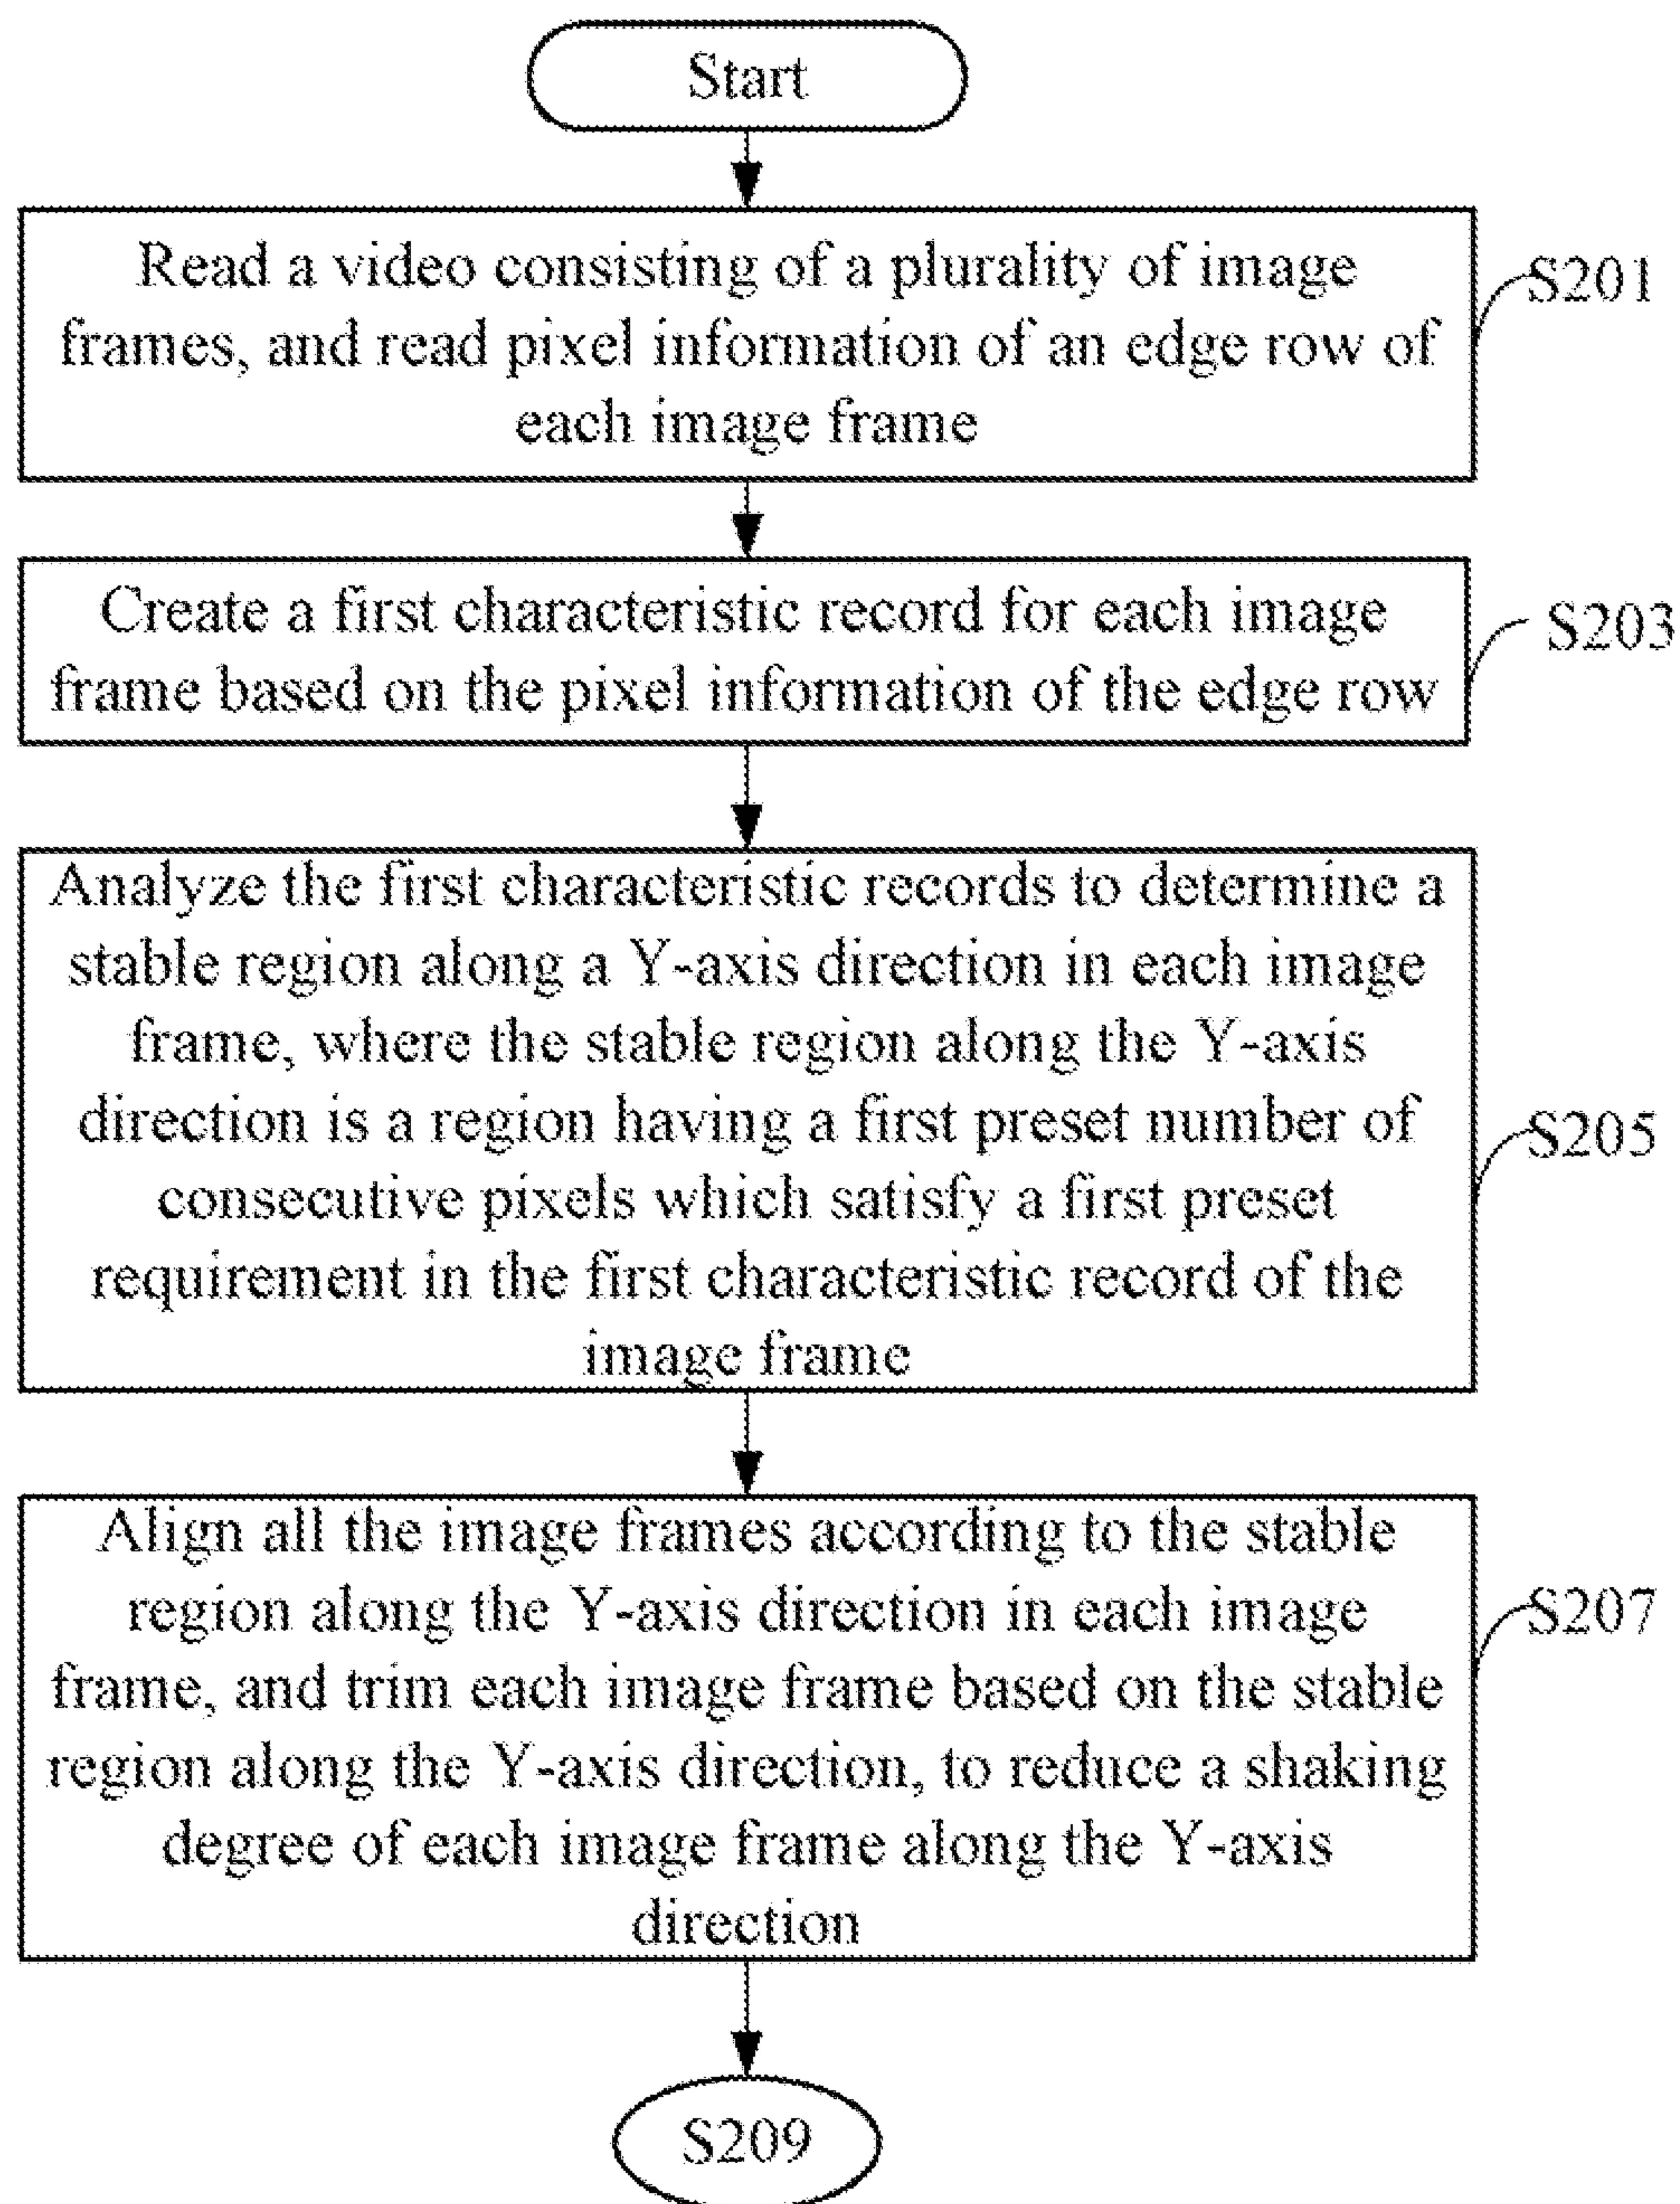 Start
Read a video consisting of a plurality of image
frames, and read pixel information of an edge row of
each image frame
S201
Create a first characteristic record for each image
frame based on the pixel information of the edge row
S203
Analyze the first characteristic records to determine a
stable region along a Y-axis direction in each image
frame, where the stable region along the Y-axis
direction is a region having a first preset number of
consecutive pixels which satisfy a first preset
requirement in the first characteristic record of the
image frame
S205
Align all the image frames according to the stable
region along the Y-axis direction in each image
frame, and trim each image frame based on the stable
region along the Y-axis direction, to reduce a shaking
degree of each image frame along the Y-axis
direction
S207
S209